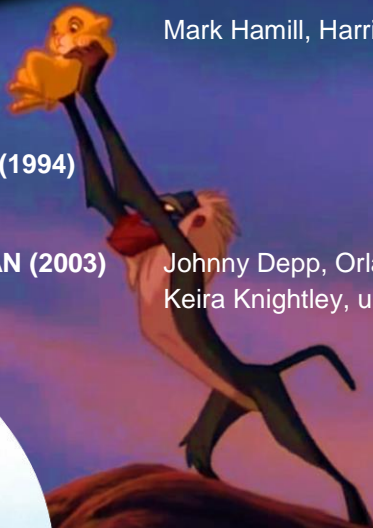 Mark Hamill, Harri
(1994)
AN (2003)
Johnny Depp, Orla
Keira Knightley, u